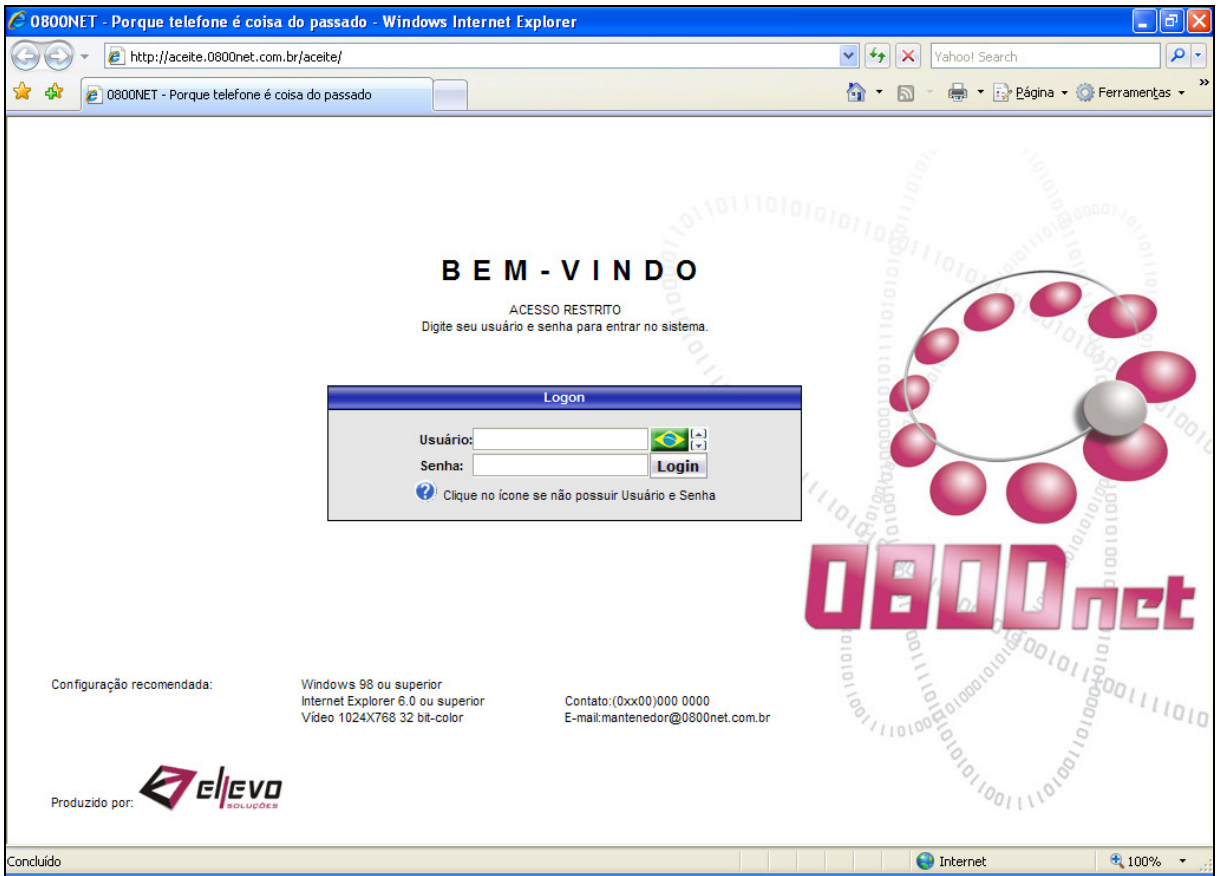 0800NET - Porque telefone é coisa do passado - Windows Internet Explorer
http://aceite.0800net.com.br/aceite/
Yahoo! Search
0800NET - Porque telefone é coisa do passado
Página
Ferramentas
BEM-VINDO
ACESSO RESTRITO
Digite seu usuário e senha para entrar no sistema.
Logon
Usuário:
Senha:
Login
Clique no ícone se não possuir Usuário e Senha
0800net
Configuração recomendada:
Windows 98 ou superior
Internet Explorer 6.0 ou superior
Vídeo 1024X768 32 bit-color
Contato:(0xx00)000 0000
E-mail:mantenedor@0800net.com.br
Produzido por:
Ellevo
SOLUÇÕES
Concluído
Internet
100%